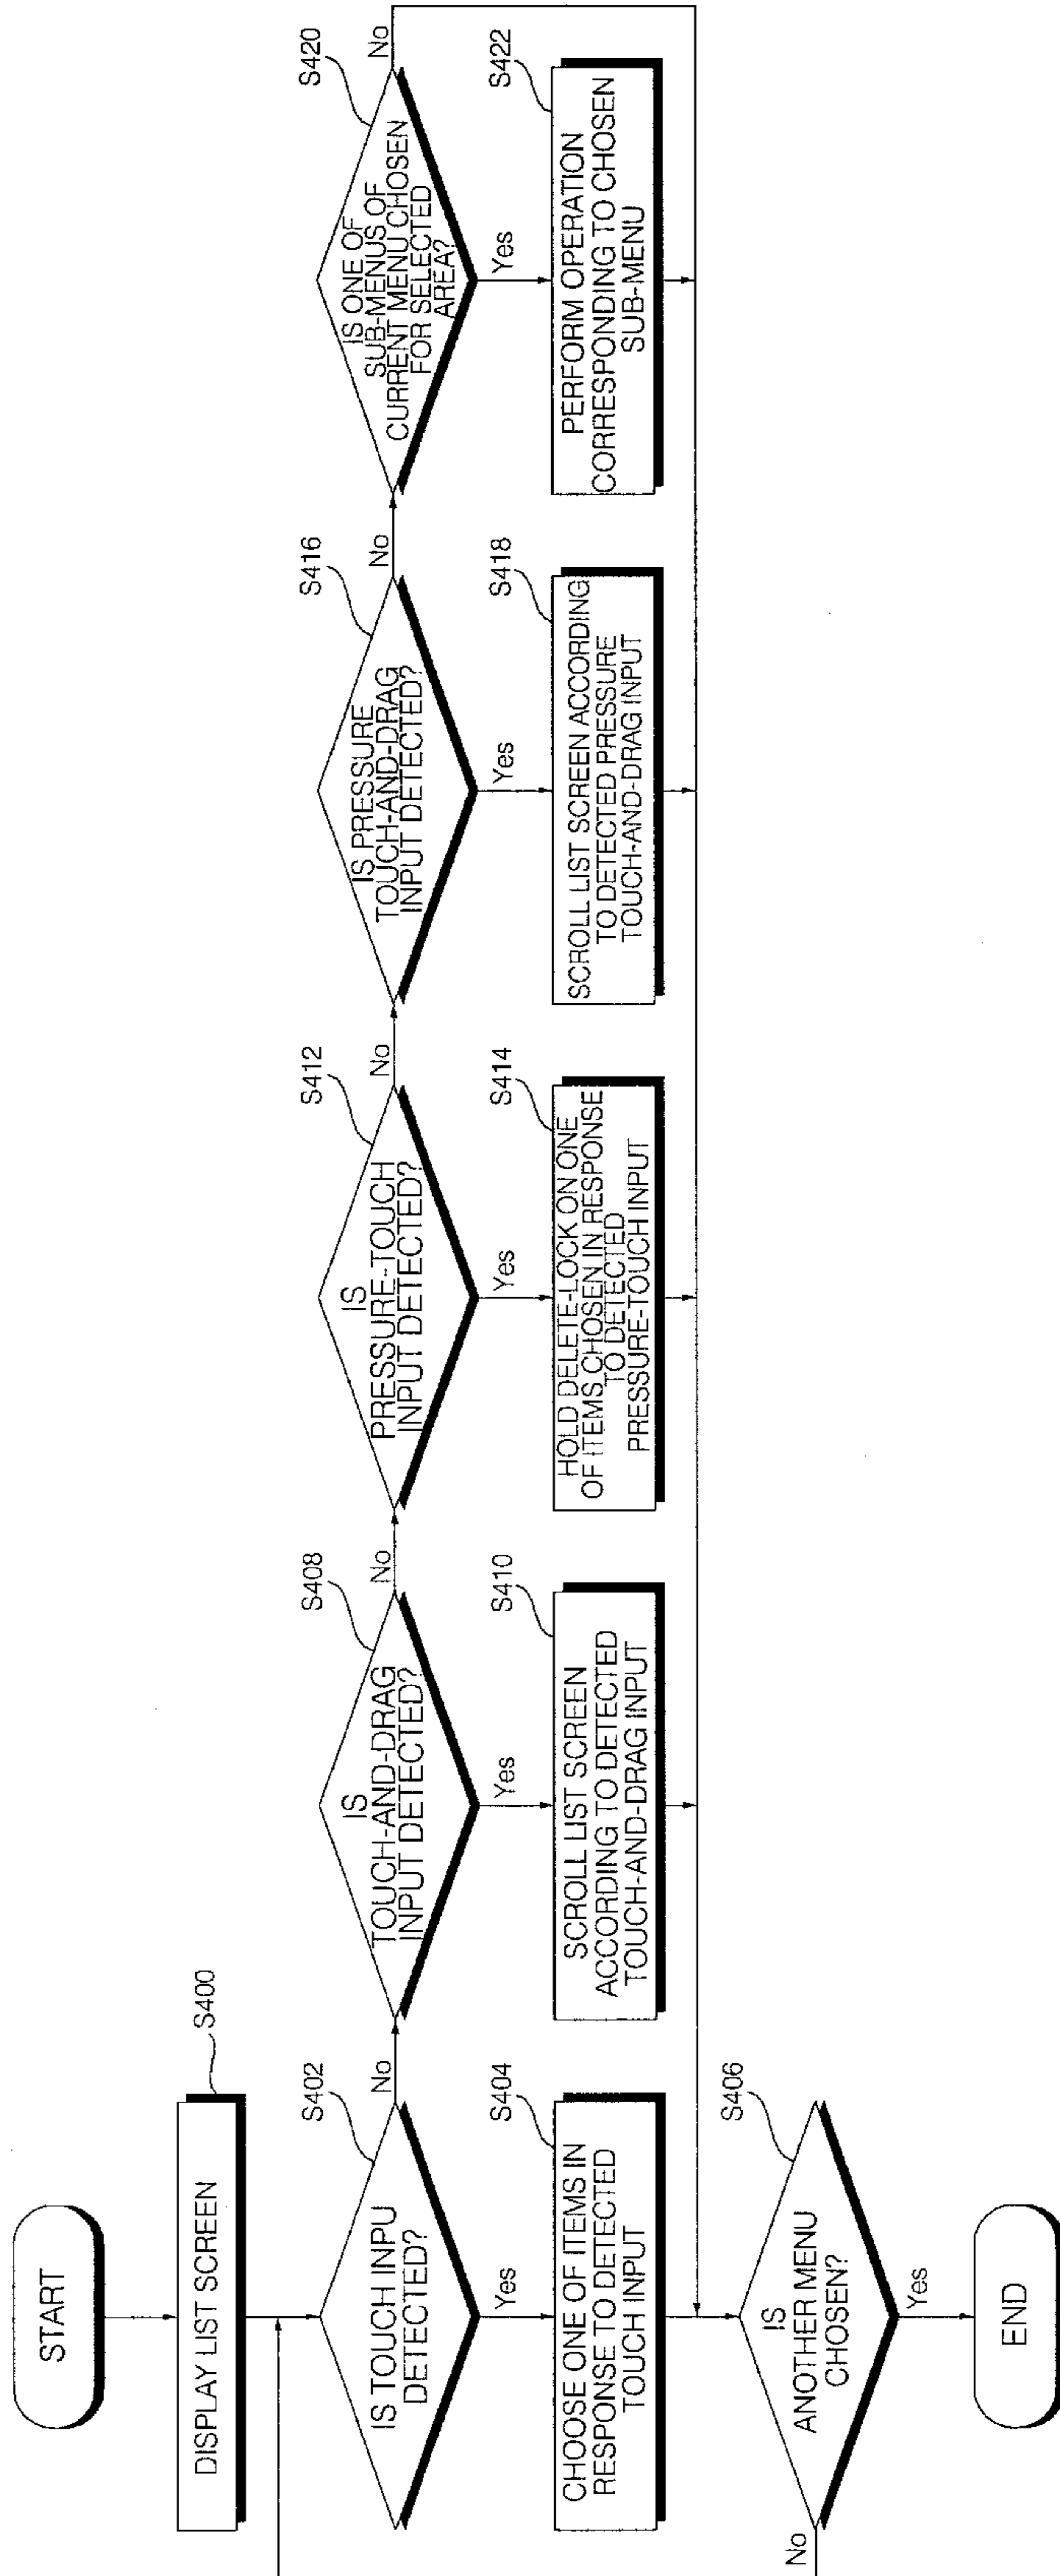 START
DISPLAY LIST SCREEN
S400
IS TOUCH INPU
DETECTED?
S402
No
Yes
CHOOSE ONE OF ITEMS IN
RESPONSE TO DETECTED
TOUCH INPUT
S404
IS
ANOTHER MENU
CHOSEN?
S406
No
Yes
END
IS
TOUCH-AND-DRAG
INPUT DETECTED?
S408
No
Yes
SCROLL LIST SCREEN
ACCORDING TO DETECTED
TOUCH-AND-DRAG INPUT
S410
IS
PRESSURE-TOUCH
INPUT DETECTED?
S412
No
Yes
HOLD DELETE-LOCK ON ONE
OF ITEMS CHOSEN IN RESPONSE
TO DETECTED
PRESSURE-TOUCH INPUT
S414
IS PRESSURE
TOUCH-AND-DRAG
INPUT DETECTED?
S416
No
Yes
SCROLL LIST SCREEN ACCORDING
TO DETECTED PRESSURE
TOUCH-AND-DRAG INPUT
S418
IS ONE OF
SUB-MENUS OF
CURRENT MENU CHOSEN
FOR SELECTED
AREA?
S420
No
Yes
PERFORM OPERATION
CORRESPONDING TO CHOSEN
SUB-MENU
S422